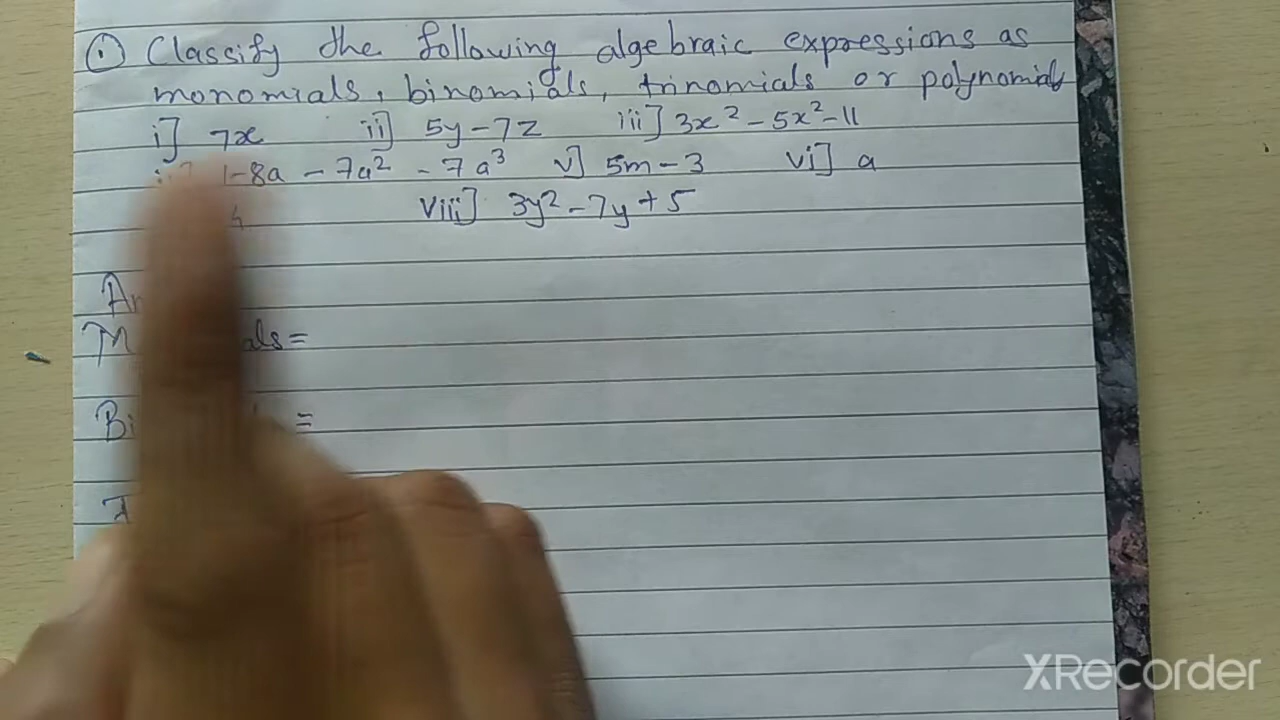 ① Classify the following algebraic expressions as
monomials, binomials, trinomials or polynomials
i] 7x ii] 5y - 7z iii] 3x² - 5x² - 11
1 - 8a - 7a² - 7a³ v] 5m - 3 vi] a
4 viii] 3y² - 7y + 5
=
=
XRecorder